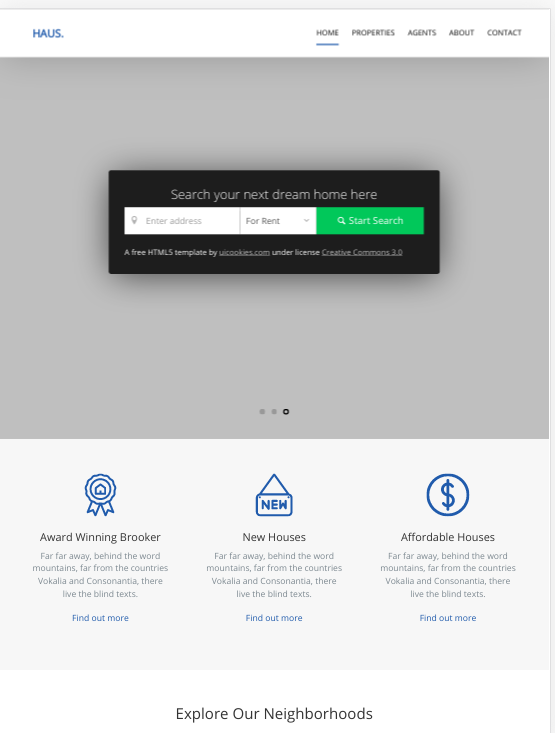 HAUS.
HOME PROPERTIES AGENTS ABOUT CONTACT
Search your next dream home here
Enter address For Rent Start Search
A free HTML5 template by uicookies.com under license Creative Commons 3.0
NEW
Award Winning Brooker
Far far away, behind the word
mountains, far from the countries
Vokalia and Consonantia, there
live the blind texts.
Find out more
New Houses
Far far away, behind the word
mountains, far from the countries
Vokalia and Consonantia, there
live the blind texts.
Find out more
Affordable Houses
Far far away, behind the word
mountains, far from the countries
Vokalia and Consonantia, there
live the blind texts.
Find out more
Explore Our Neighborhoods